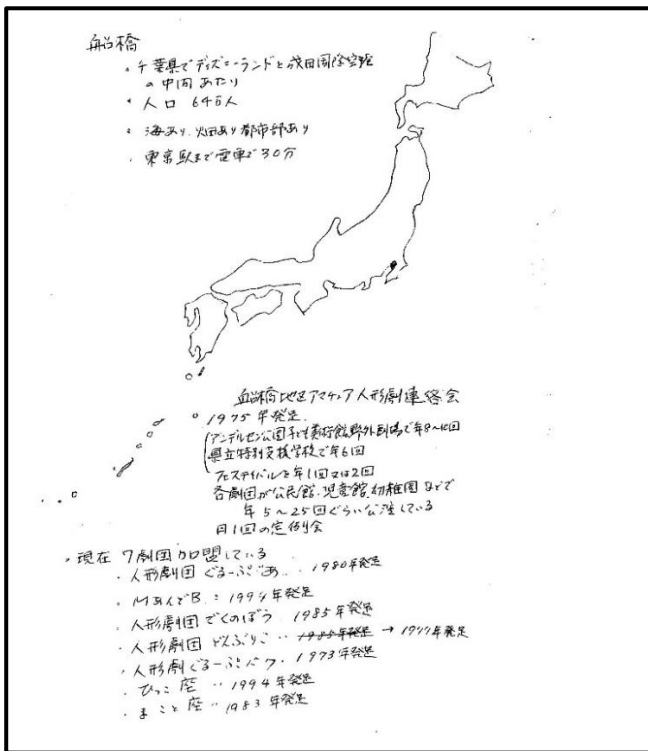 船橋
・千葉県でディズニーランドと成田国際空港
の中間あたり
・人口 64万人
・海あり、畑あり都市部あり
・東京駅まで電車で30分
船橋地区アマチュア人形劇連絡会
1975年発足
アンデルセン公園子ども美術館野外劇場で年8〜10回
県立特別支援学校で年6回
フェスティバルを年1回又は2回
各劇団が公民館、児童館、幼稚園などで
年5〜25回ぐらい公演している
月1回の定例会
・現在 7劇団加盟している
・人形劇団 ぐるーぷ 1980年発足
・MあんどB 発足
・人形劇団 でくのぼう 1985年発足
・人形劇団 どんぶりこ ‥ 1985年発足 → 発足
・人形劇ぐるーぷ 1973年発足
・ひっこ座 ‥ 1994年発足
・まこと座 ‥ 1983年発足